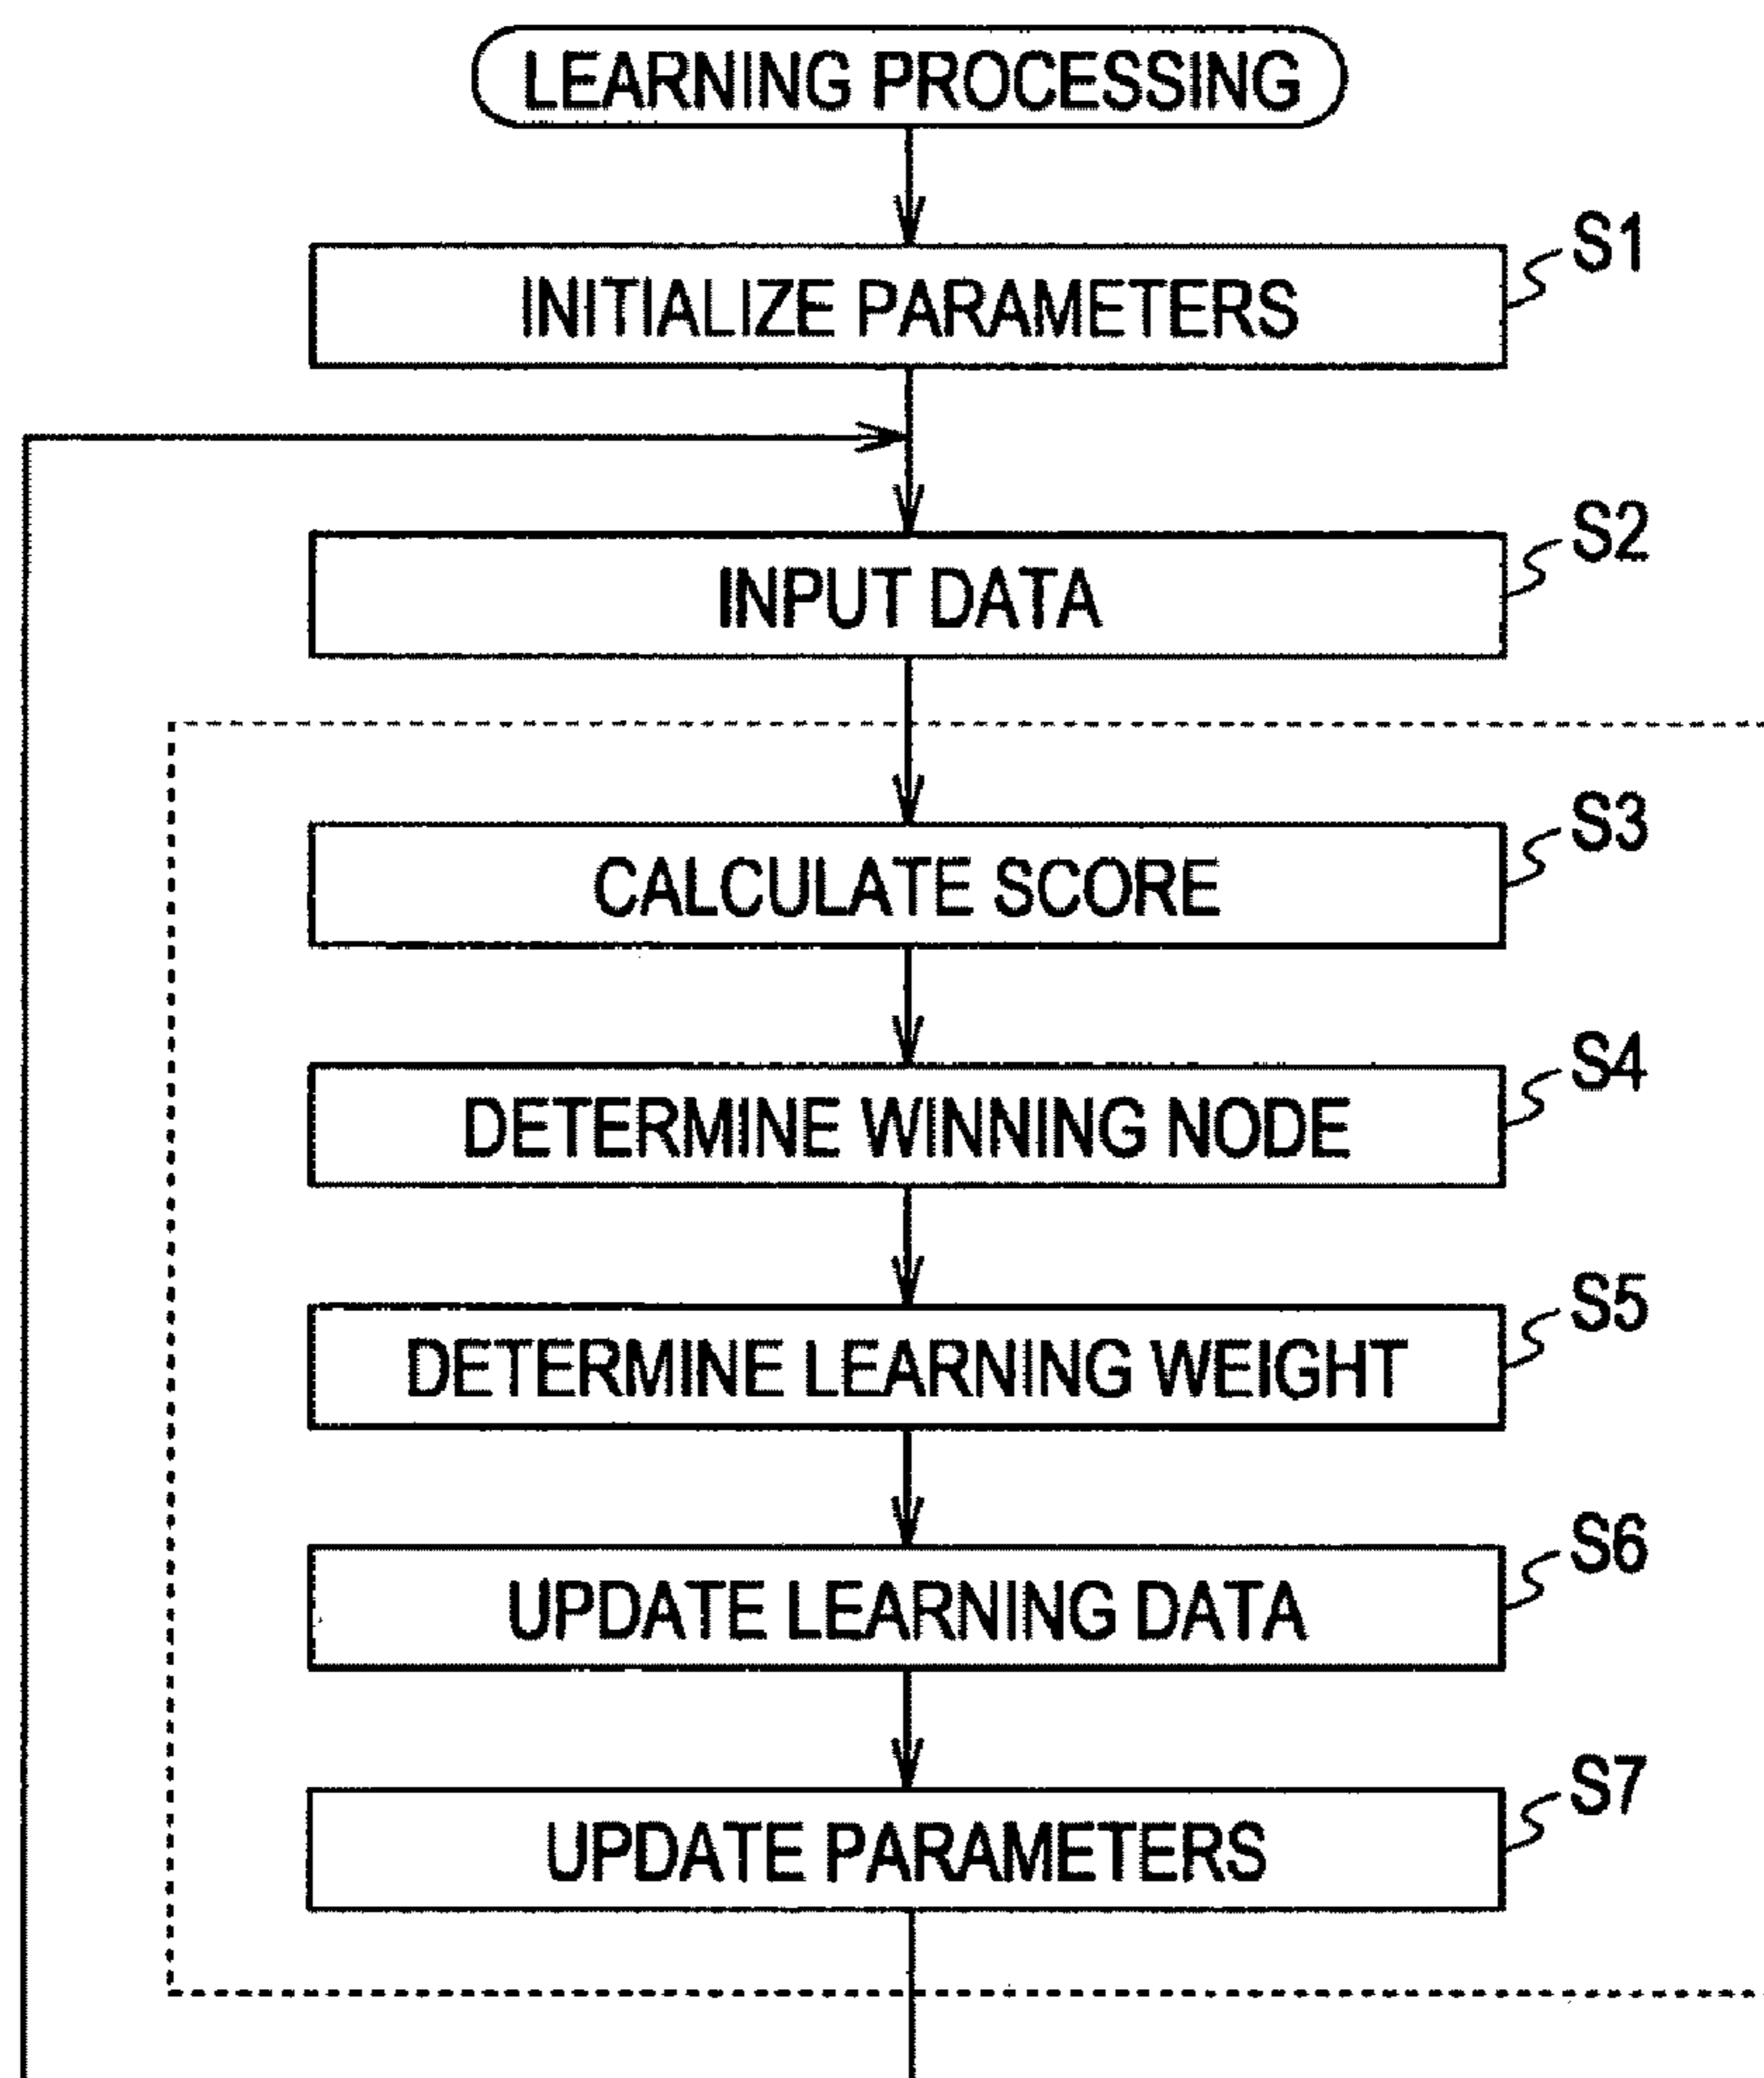 LEARNING PROCESSING
S1
INITIALIZE PARAMETERS
S2
INPUT DATA
S3
CALCULATE SCORE
S4
DETERMINE WINNING NODE
S5
DETERMINE LEARNING WEIGHT
S6
UPDATE LEARNING DATA
S7
UPDATE PARAMETERS